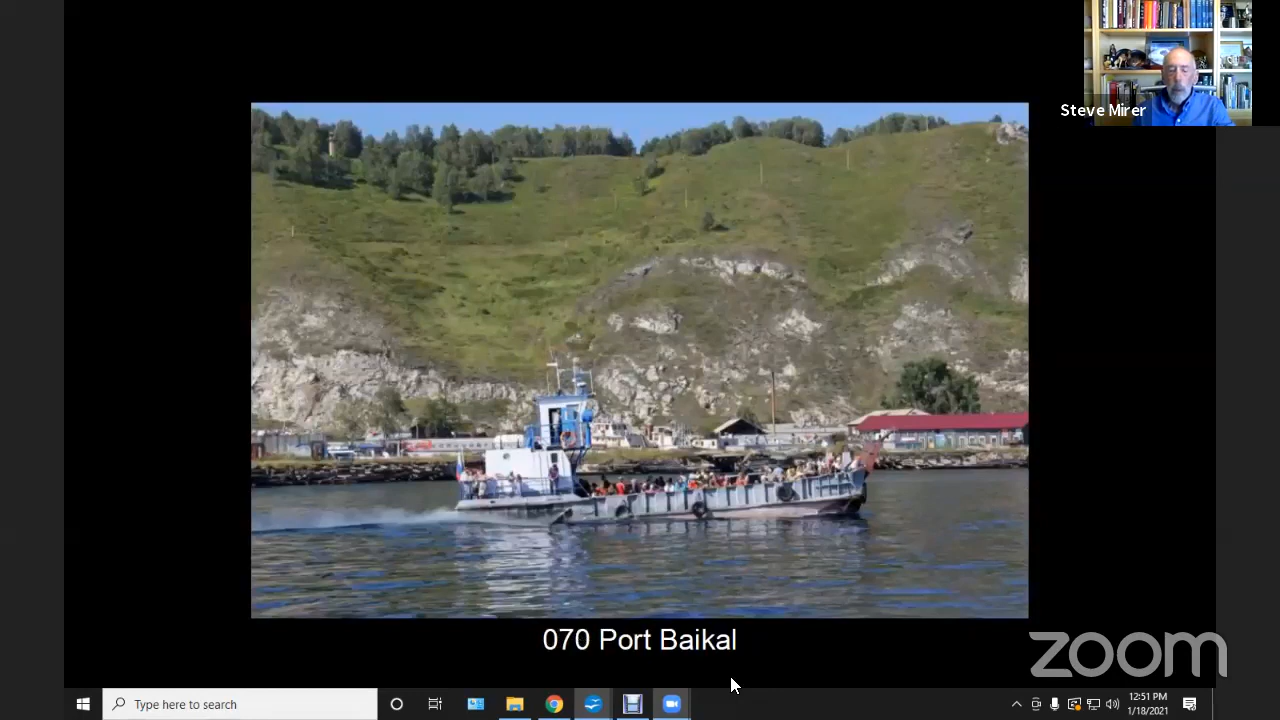 Steve Mirer
070 Port Baikal
zoom
Type here to search
12:51 PM
1/18/2021